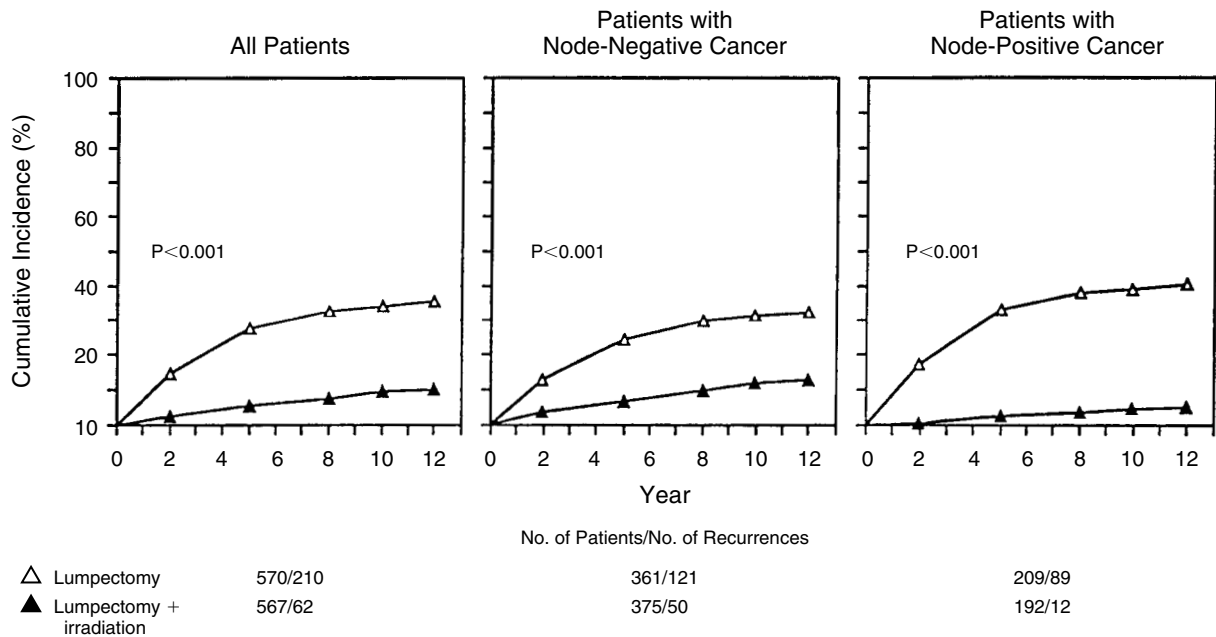 All Patients
Patients with
Node-Negative Cancer
Patients with
Node-Positive Cancer
Cumulative Incidence (%)
100
80
60
40
20
10
P<0.001
P<0.001
P<0.001
0 2 4 6 8 10 12
0 2 4 6 8 10 12
0 2 4 6 8 10 12
Year
No. of Patients/No. of Recurrences
Lumpectomy 570/210 361/121 209/89
Lumpectomy + 567/62 375/50 192/12
irradiation